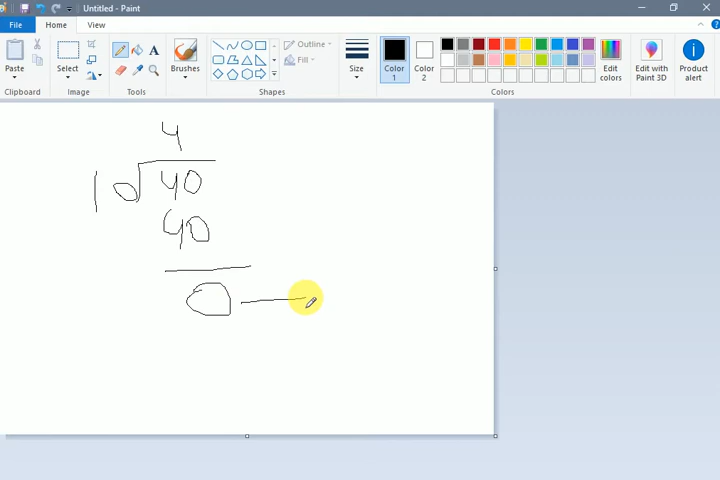 Untitled - Paint
File Home View
Paste Select Brushes Outline Fill Size Color 1 Color 2 Edit colors Edit with Paint 3D Product alert
Clipboard Image Tools Shapes Colors
4
10 40
40
0